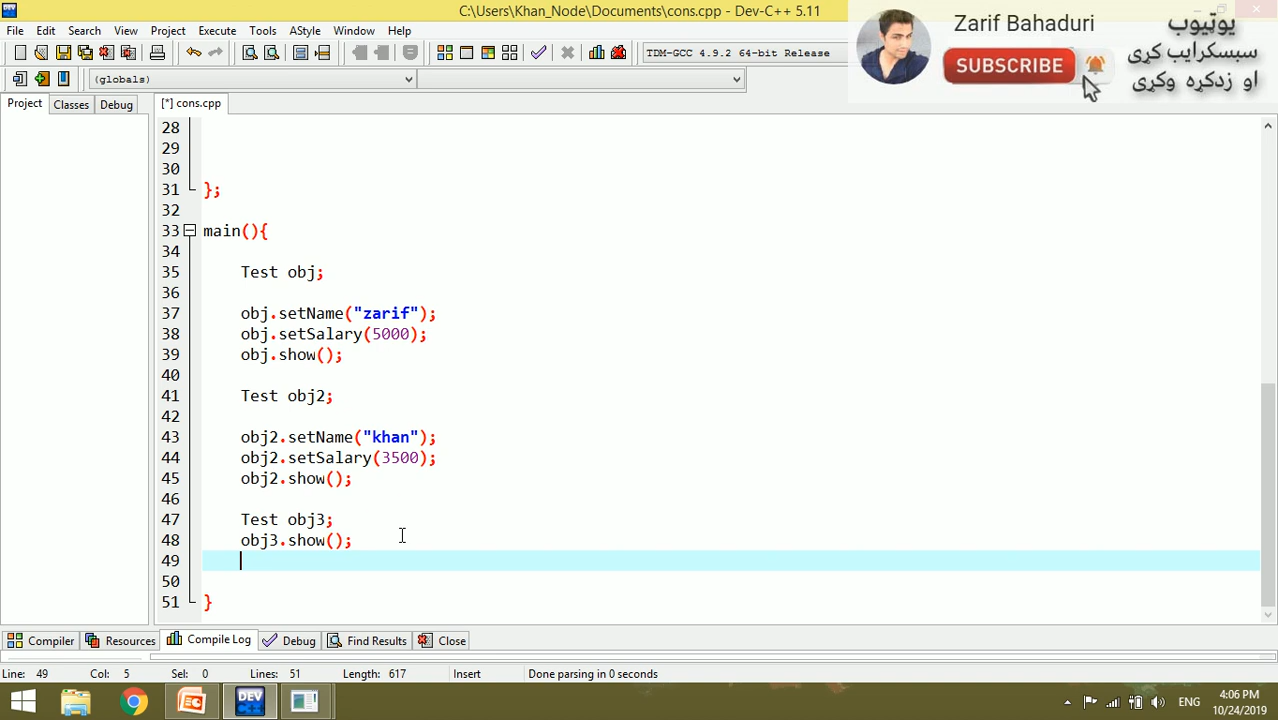 C:\Users\Khan_Node\Documents\cons.cpp - Dev-C++ 5.11
File Edit Search View Project Execute Tools AStyle Window Help
TDM-GCC 4.9.2 64-bit Release
(globals)
Zarif Bahaduri
SUBSCRIBE
یوټیوب
سبسکرایب کړی
او زدکړه وکړی
Project Classes Debug
[*] cons.cpp
28
29
30
31 };
32
33 main(){
34
35 Test obj;
36
37 obj.setName("zarif");
38 obj.setSalary(5000);
39 obj.show();
40
41 Test obj2;
42
43 obj2.setName("khan");
44 obj2.setSalary(3500);
45 obj2.show();
46
47 Test obj3;
48 obj3.show();
49
50
51 }
Compiler Resources Compile Log Debug Find Results Close
Line: 49 Col: 5 Sel: 0 Lines: 51 Length: 617 Insert Done parsing in 0 seconds
DEV
C++
ENG
4:06 PM
10/24/2019